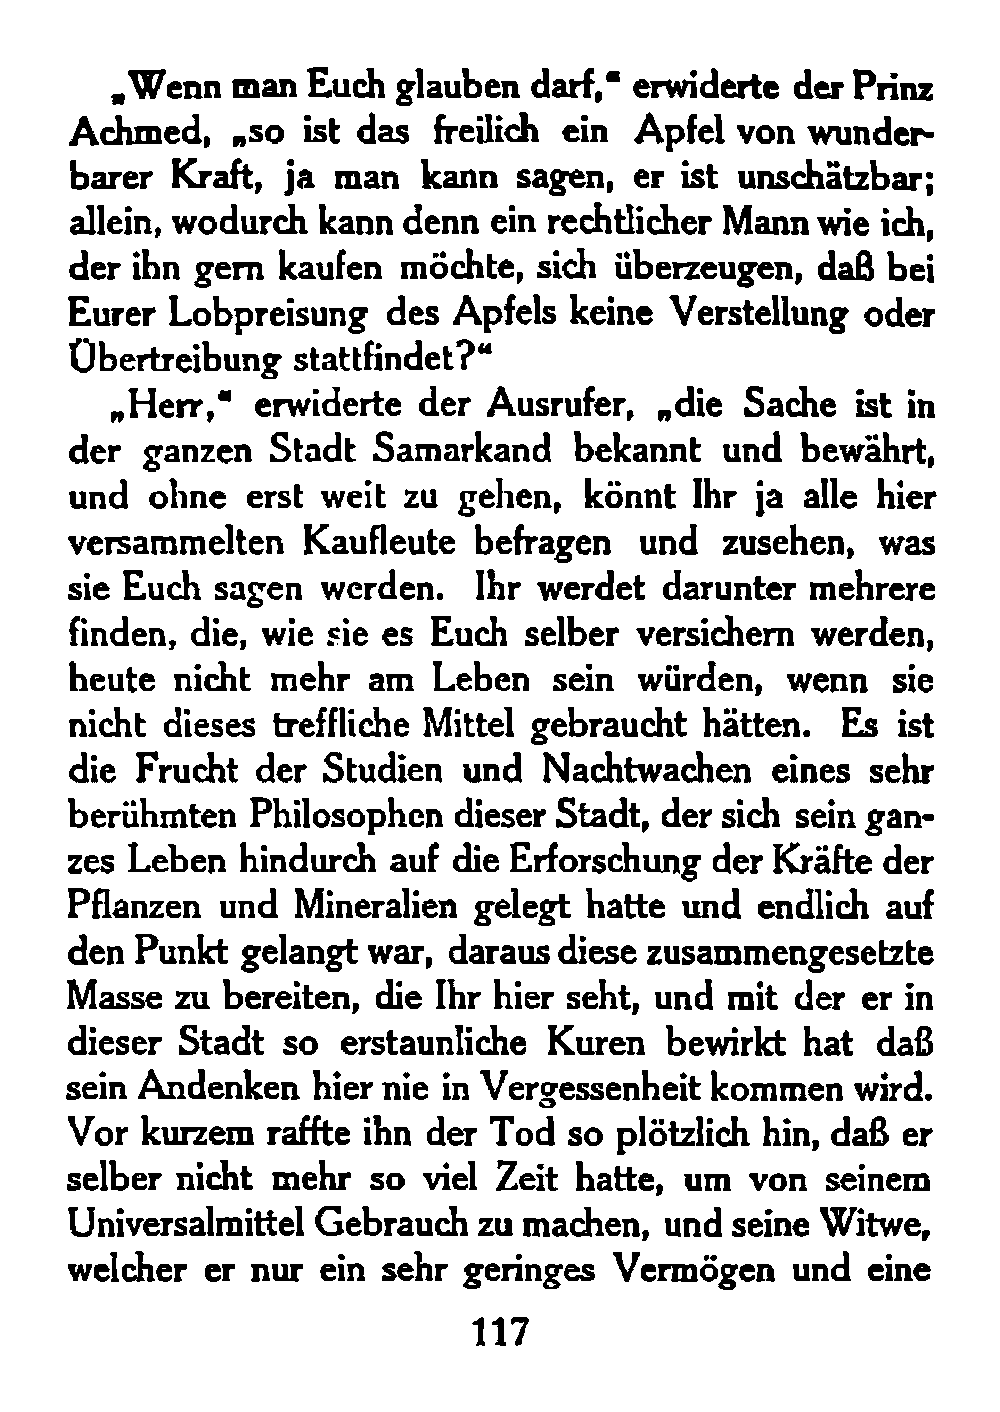 „Wenn man Euch glauben darf,“ erwiderte der Prinz
Achmed, „so ist das freilich ein Apfel von wunder-
barer Kraft, ja man kann sagen, er ist unschätzbar;
allein, wodurch kann denn ein rechtlicher Mann wie ich,
der ihn gern kaufen möchte, sich überzeugen, daß bei
Eurer Lobpreisung des Apfels keine Verstellung oder
Übertreibung stattfindet?“
„Herr,“ erwiderte der Ausrufer, „die Sache ist in
der ganzen Stadt Samarkand bekannt und bewährt,
und ohne erst weit zu gehen, könnt Ihr ja alle hier
versammelten Kaufleute befragen und zusehen, was
sie Euch sagen werden. Ihr werdet darunter mehrere
finden, die, wie sie es Euch selber versichern werden,
heute nicht mehr am Leben sein würden, wenn sie
nicht dieses treffliche Mittel gebraucht hätten. Es ist
die Frucht der Studien und Nachtwachen eines sehr
berühmten Philosophen dieser Stadt, der sich sein gan-
zes Leben hindurch auf die Erforschung der Kräfte der
Pflanzen und Mineralien gelegt hatte und endlich auf
den Punkt gelangt war, daraus diese zusammengesetzte
Masse zu bereiten, die Ihr hier seht, und mit der er in
dieser Stadt so erstaunliche Kuren bewirkt hat daß
sein Andenken hier nie in Vergessenheit kommen wird.
Vor kurzem raffte ihn der Tod so plötzlich hin, daß er
selber nicht mehr so viel Zeit hatte, um von seinem
Universalmittel Gebrauch zu machen, und seine Witwe,
welcher er nur ein sehr geringes Vermögen und eine
117